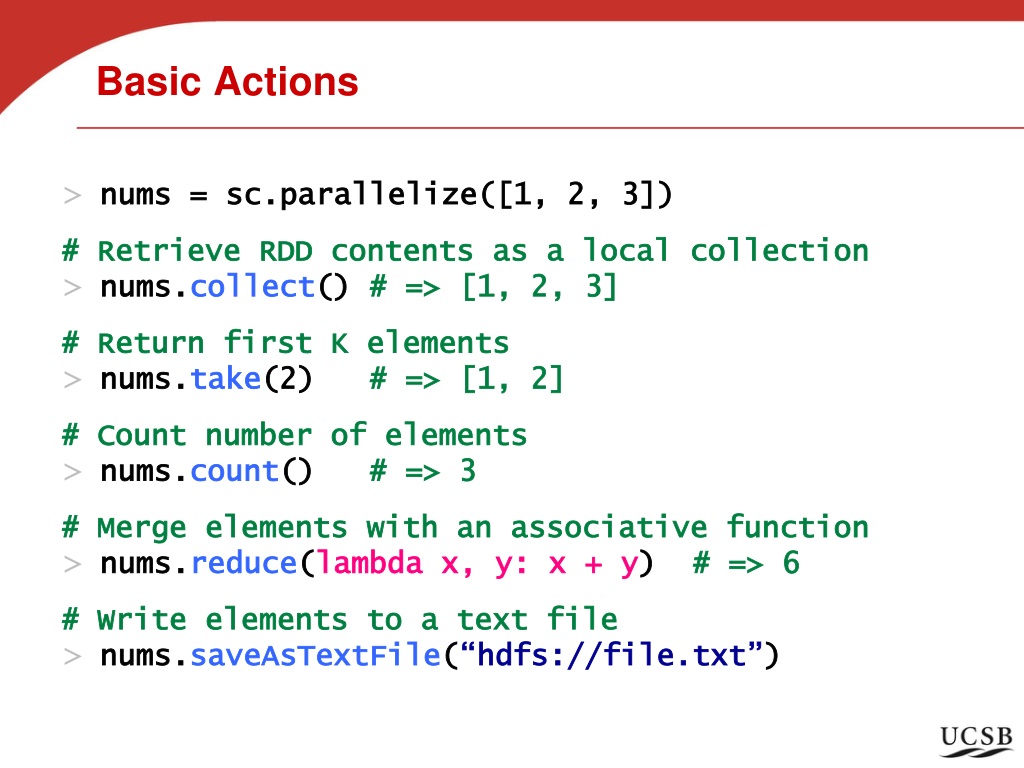 Basic Actions
> nums = sc.parallelize([1, 2, 3])
# Retrieve RDD contents as a local collection
> nums.collect() # => [1, 2, 3]
# Return first K elements
> nums.take(2)   # => [1, 2]
# Count number of elements
> nums.count()   # => 3
# Merge elements with an associative function
> nums.reduce(lambda x, y: x + y)  # => 6
# Write elements to a text file
> nums.saveAsTextFile(“hdfs://file.txt”)
UCSB